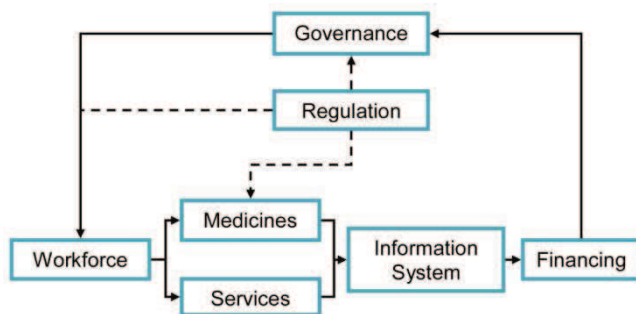 Governance
Regulation
Medicines
Workforce
Information
System
Financing
Services